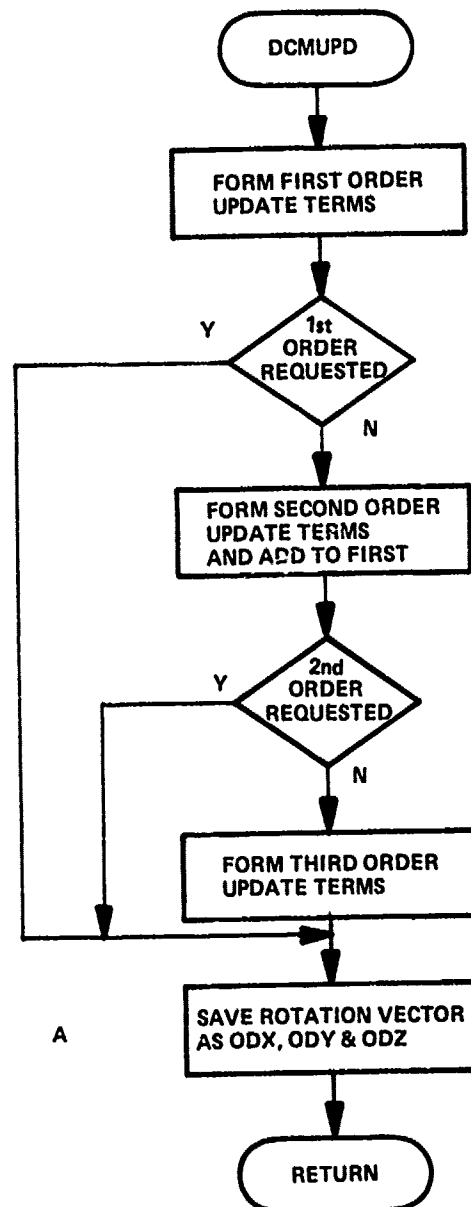 DCMUPD
FORM FIRST ORDER
UPDATE TERMS
Y
1st
ORDER
REQUESTED
N
FORM SECOND ORDER
UPDATE TERMS
AND ADD TO FIRST
Y
2nd
ORDER
REQUESTED
N
FORM THIRD ORDER
UPDATE TERMS
SAVE ROTATION VECTOR
AS ODX, ODY & ODZ
A
RETURN